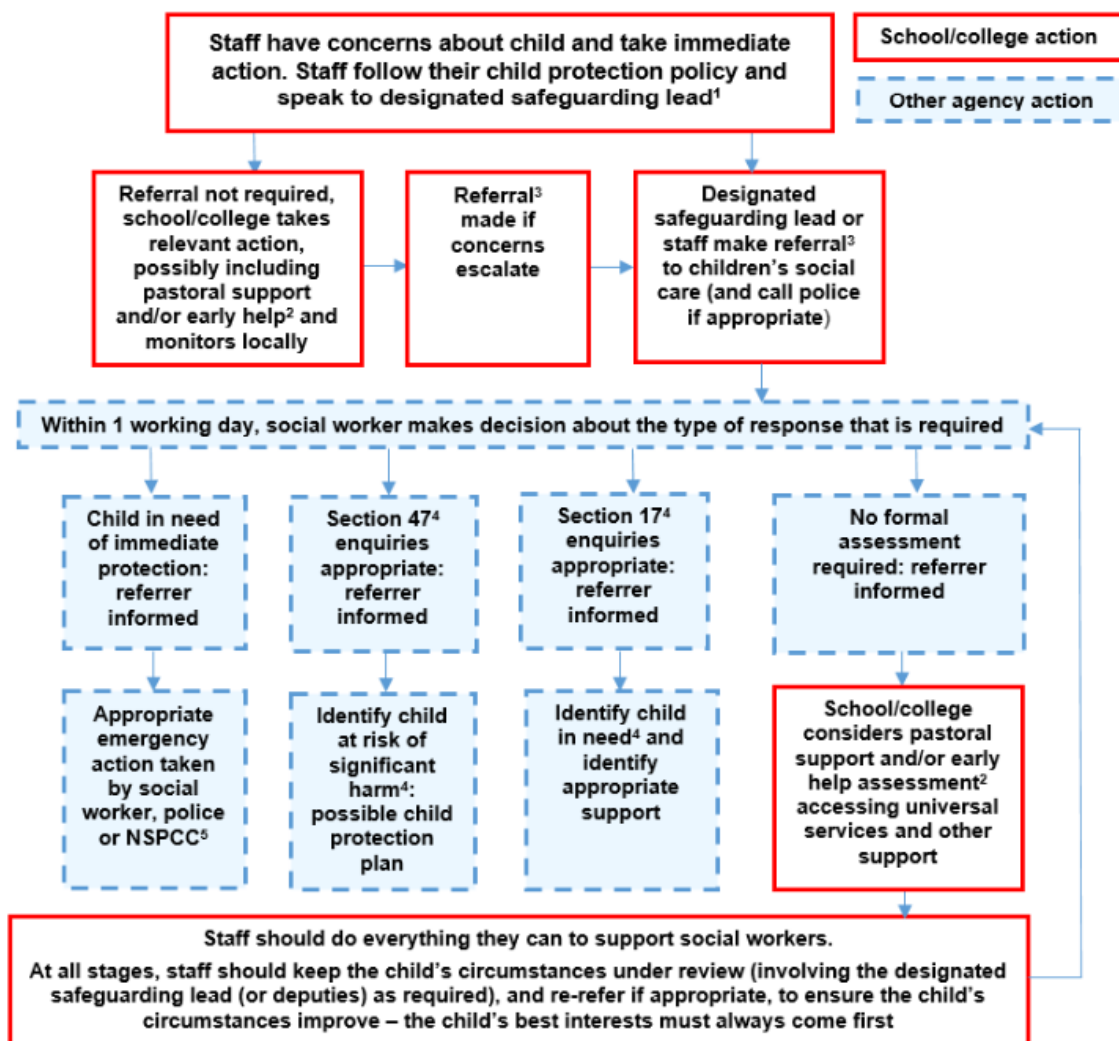 Staff have concerns about child and take immediate
action. Staff follow their child protection policy and
speak to designated safeguarding lead¹
School/college action
Other agency action
Referral not required,
school/college takes
relevant action,
possibly including
pastoral support
and/or early help² and
monitors locally
Referral³
made if
concerns
escalate
Designated
safeguarding lead or
staff make referral³
to children’s social
care (and call police
if appropriate)
Within 1 working day, social worker makes decision about the type of response that is required
Child in need
of immediate
protection:
referrer
informed
Section 47⁴
enquiries
appropriate:
referrer
informed
Section 17⁴
enquiries
appropriate:
referrer
informed
No formal
assessment
required: referrer
informed
Appropriate
emergency
action taken
by social
worker, police
or NSPCC⁵
Identify child
at risk of
significant
harm⁴:
possible child
protection
plan
Identify child
in need⁴ and
identify
appropriate
support
School/college
considers pastoral
support and/or early
help assessment²
accessing universal
services and other
support
Staff should do everything they can to support social workers.
At all stages, staff should keep the child’s circumstances under review (involving the designated
safeguarding lead (or deputies) as required), and re-refer if appropriate, to ensure the child’s
circumstances improve – the child’s best interests must always come first